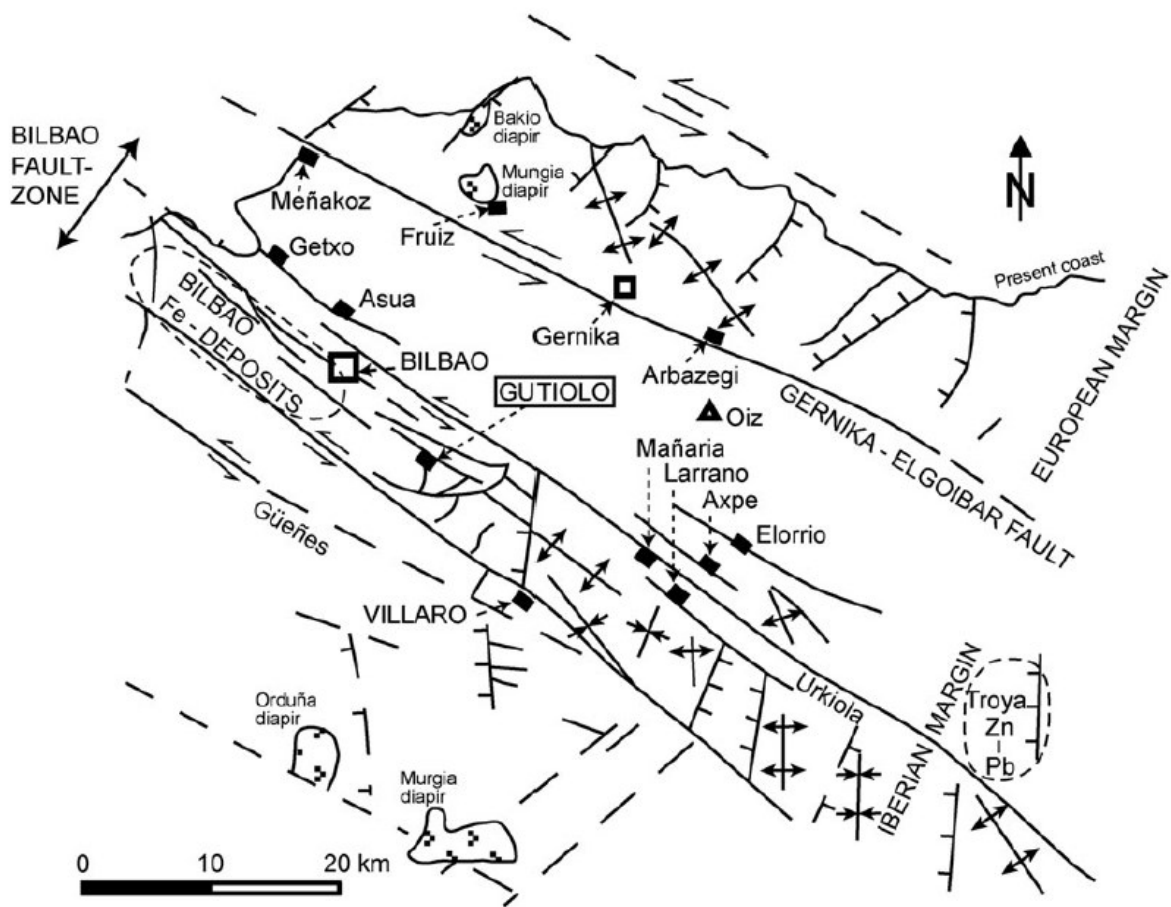 BILBAO
FAULT-
ZONE
Bakio
diapir
Mungia
diapir
N
Meñakoz
Fruiz
Getxo
Present coast
Asua
BILBAO
Fe - DEPOSITS
Gernika
BILBAO
Arbazegi
GUTIOLO
Oiz
GERNIKA - ELGOIBAR FAULT
EUROPEAN MARGIN
Mañaria
Larrano
Axpe
Elorrio
Güeñes
VILLARO
Urkiola
IBERIAN MARGIN
Troya
Zn
Pb
Orduña
diapir
Murgia
diapir
0 10 20 km